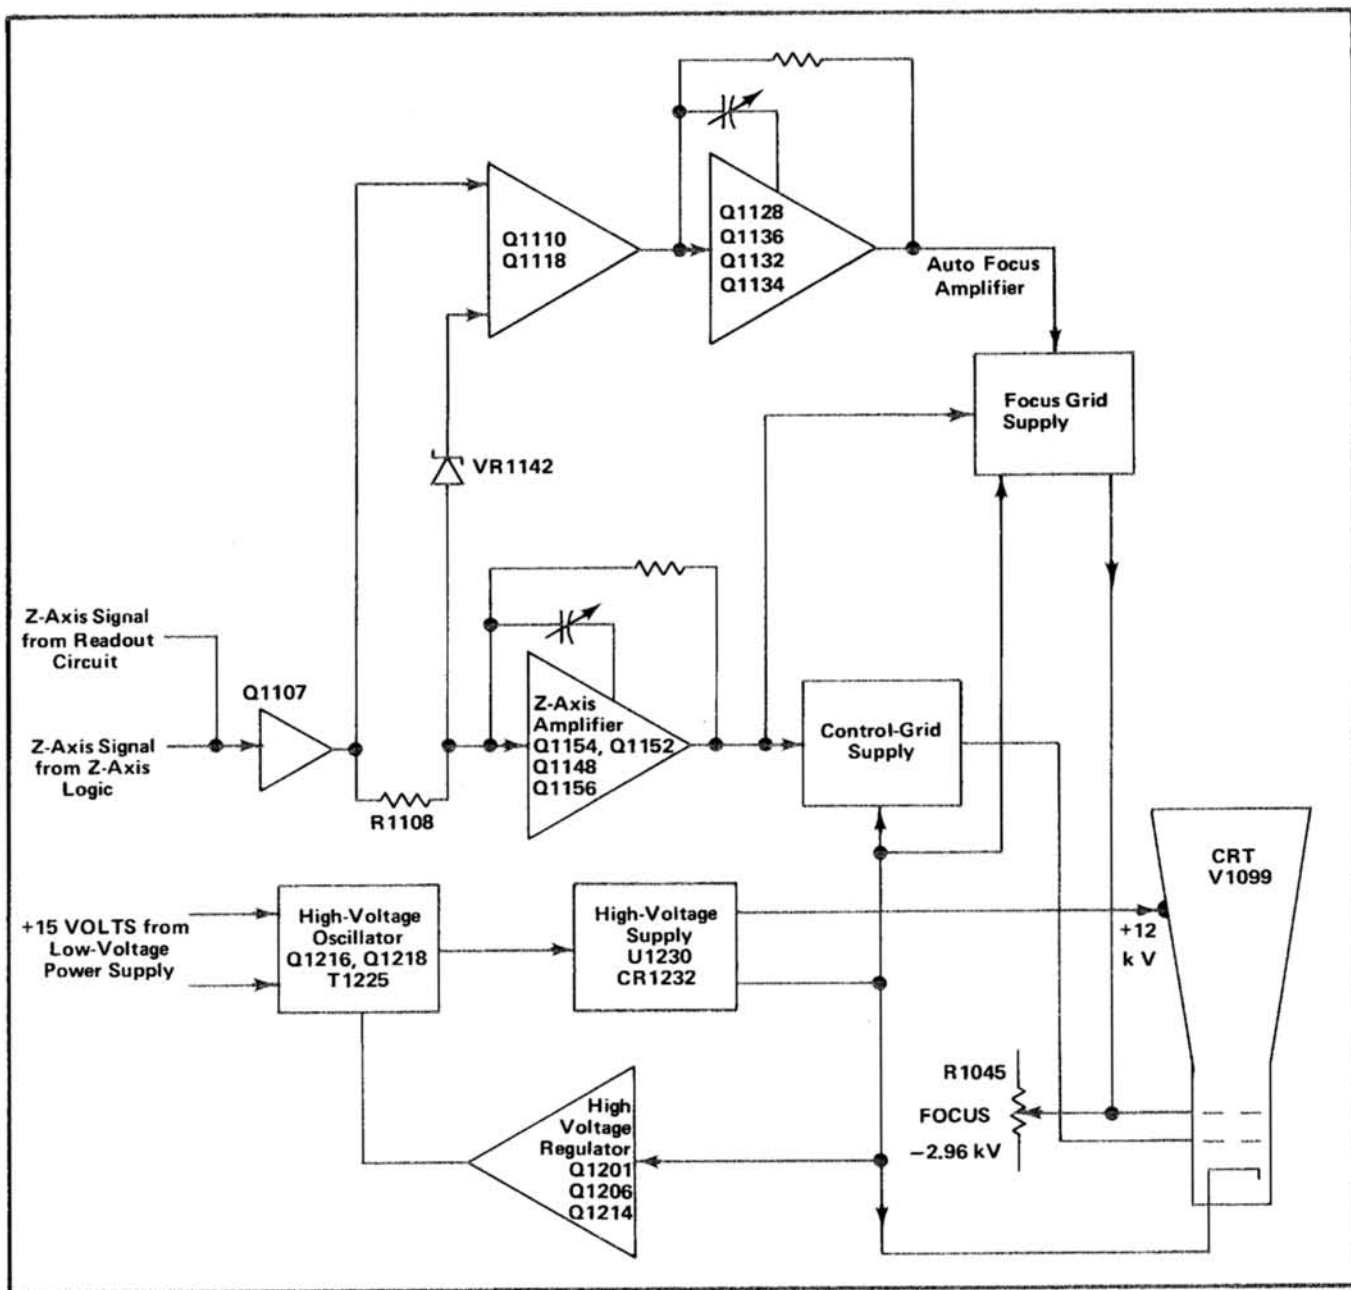 Q1110
Q1118
Q1128
Q1136
Q1132
Q1134
Auto Focus
Amplifier
Focus Grid
Supply
VR1142
Z-Axis Signal
from Readout
Circuit
Q1107
Z-Axis Signal
from Z-Axis
Logic
R1108
Z-Axis
Amplifier
Q1154, Q1152
Q1148
Q1156
Control-Grid
Supply
CRT
V1099
+15 VOLTS from
Low-Voltage
Power Supply
High-Voltage
Oscillator
Q1216, Q1218
T1225
High-Voltage
Supply
U1230
CR1232
+12
k V
R1045
FOCUS
−2.96 kV
High
Voltage
Regulator
Q1201
Q1206
Q1214